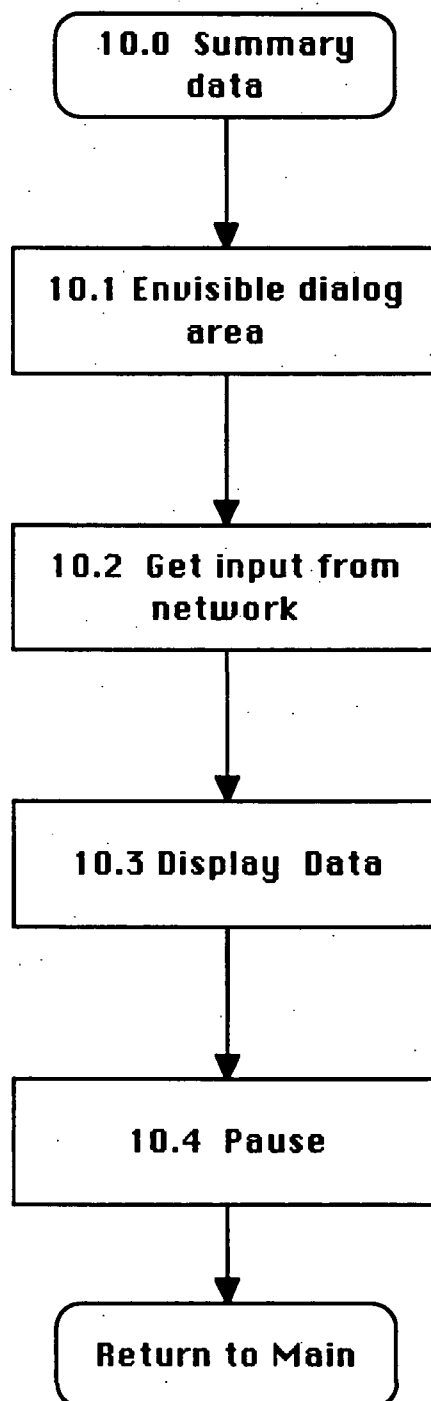 10.0 Summary
data
10.1 Envisible dialog
area
10.2 Get input from
network
10.3 Display Data
10.4 Pause
Return to Main